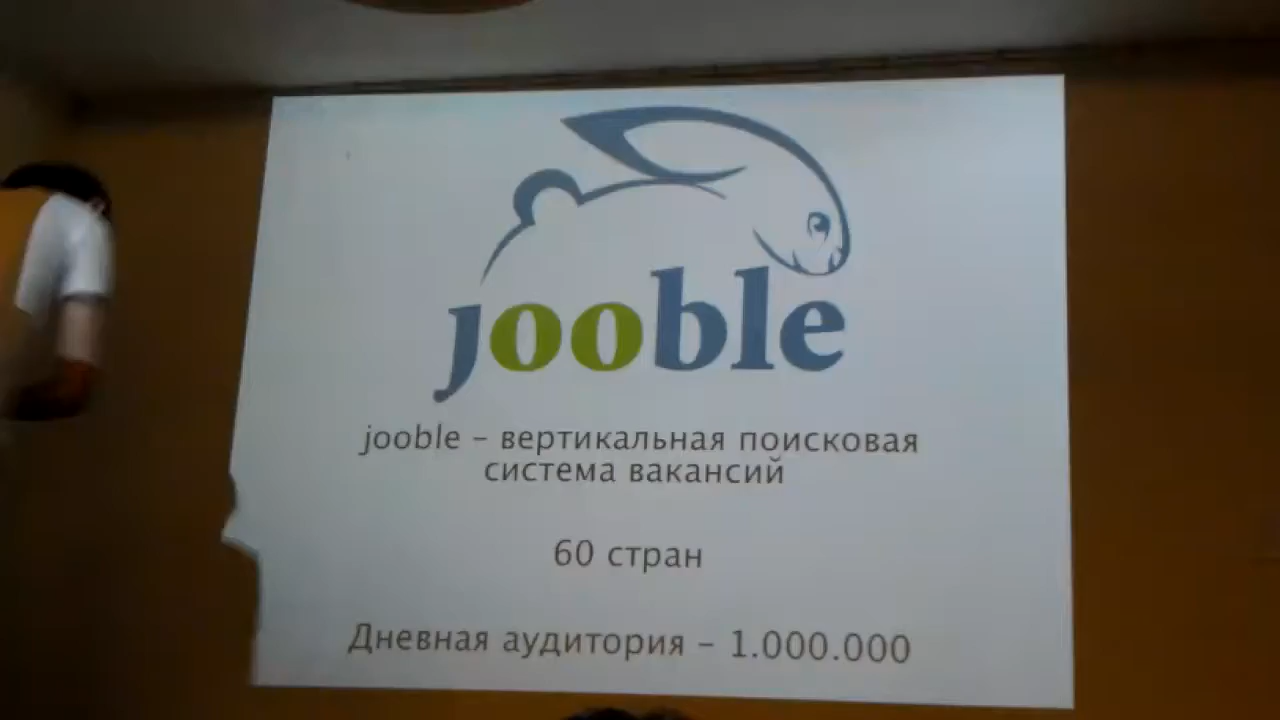 jooble
jooble – вертикальная поисковая
система вакансий
60 стран
Дневная аудитория – 1.000.000